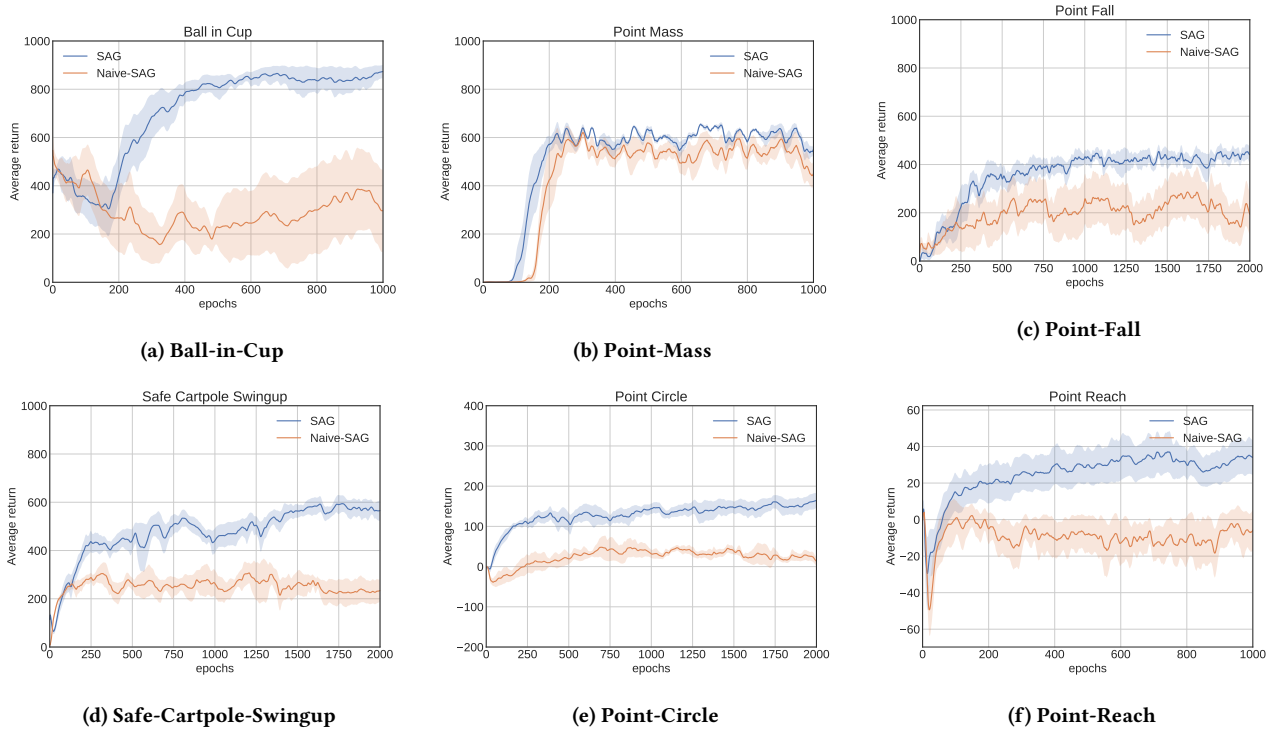 Ball in Cup
1000
800
600
400
200
0
Average return
SAG
Naive-SAG
0 200 400 600 800 1000
epochs
(a) Ball-in-Cup
Point Mass
1000
800
600
400
200
0
Average return
SAG
Naive-SAG
0 200 400 600 800 1000
epochs
(b) Point-Mass
Point Fall
1000
800
600
400
200
0
Average return
SAG
Naive-SAG
0 250 500 750 1000 1250 1500 1750 2000
epochs
(c) Point-Fall
Safe Cartpole Swingup
1000
800
600
400
200
0
Average return
SAG
Naive-SAG
0 250 500 750 1000 1250 1500 1750 2000
epochs
(d) Safe-Cartpole-Swingup
Point Circle
400
300
200
100
0
−100
−200
Average return
SAG
Naive-SAG
0 250 500 750 1000 1250 1500 1750 2000
epochs
(e) Point-Circle
Point Reach
60
40
20
0
−20
−40
−60
Average return
SAG
Naive-SAG
0 200 400 600 800 1000
epochs
(f) Point-Reach